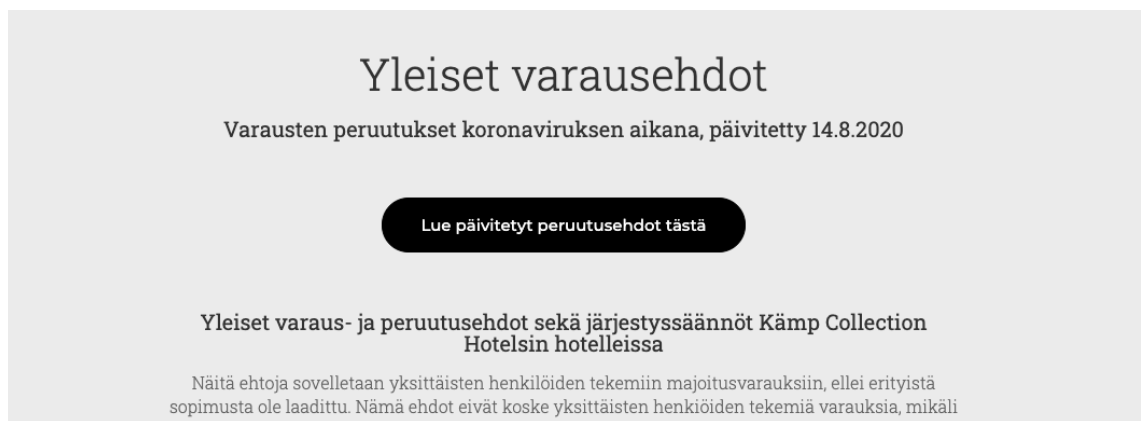 Yleiset varausehdot
Varausten peruutukset koronaviruksen aikana, päivitetty 14.8.2020
Lue päivitetyt peruutusehdot tästä
Yleiset varaus- ja peruutusehdot sekä järjestyssäännöt Kämp Collection
Hotelsin hotelleissa
Näitä ehtoja sovelletaan yksittäisten henkilöiden tekemiin majoitusvarauksiin, ellei erityistä
sopimusta ole laadittu. Nämä ehdot eivät koske yksittäisten henkiöiden tekemiä varauksia, mikäli